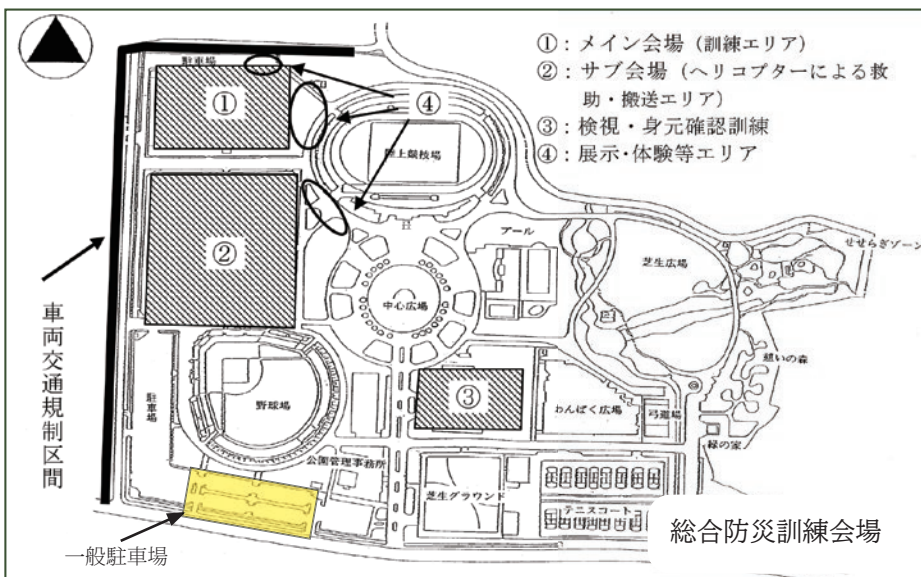 ①：メイン会場（訓練エリア）
②：サブ会場（ヘリコプターによる救
助・搬送エリア）
③：検視・身元確認訓練
④：展示・体験等エリア
駐車場
①
④
陸上競技場
②
プール
芝生広場
せせらぎゾーン
中心広場
車両交通規制区間
憩いの森
野球場
③
わんぱく広場
弓道場
駐車場
緑の家
公園管理事務所
芝生グラウンド
テニスコート
総合防災訓練会場
一般駐車場